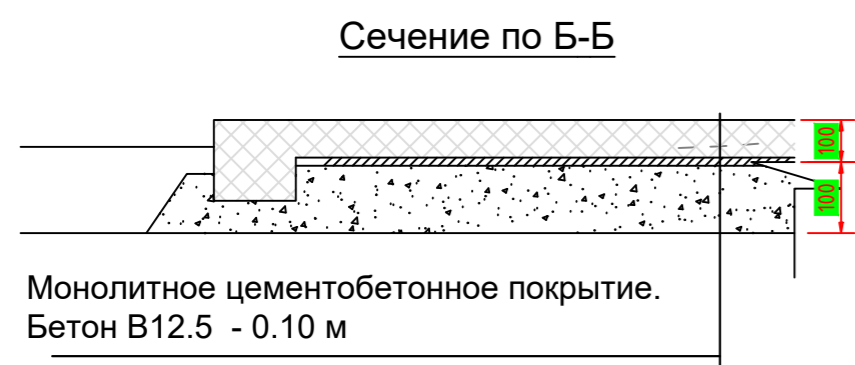 Сечение по Б-Б
100
100
Монолитное цементобетонное покрытие.
Бетон В12.5 - 0.10 м